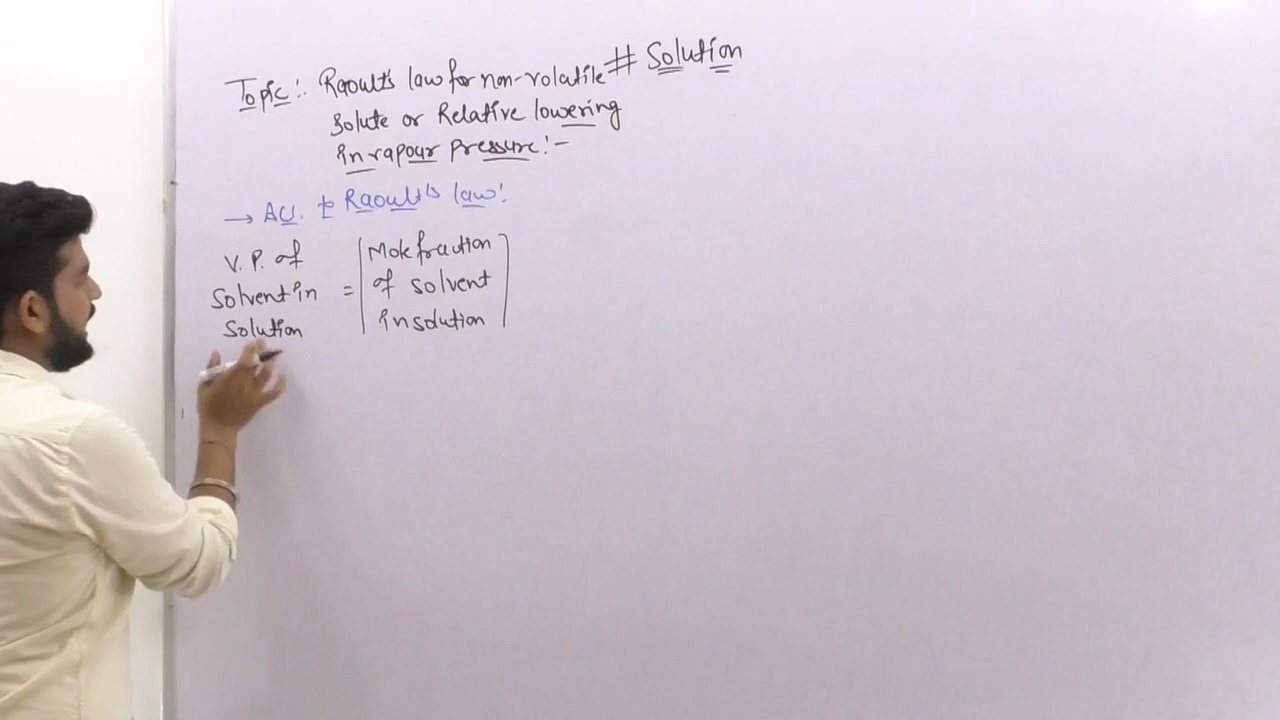 Topic:- Raoult's law for non-volatile # Solution
Solute or Relative lowering
in vapour pressure:-
→ Acc. to Raoult's law:
V.P. of
Solvent in
Solution
=
Mole fraction
of solvent
in solution